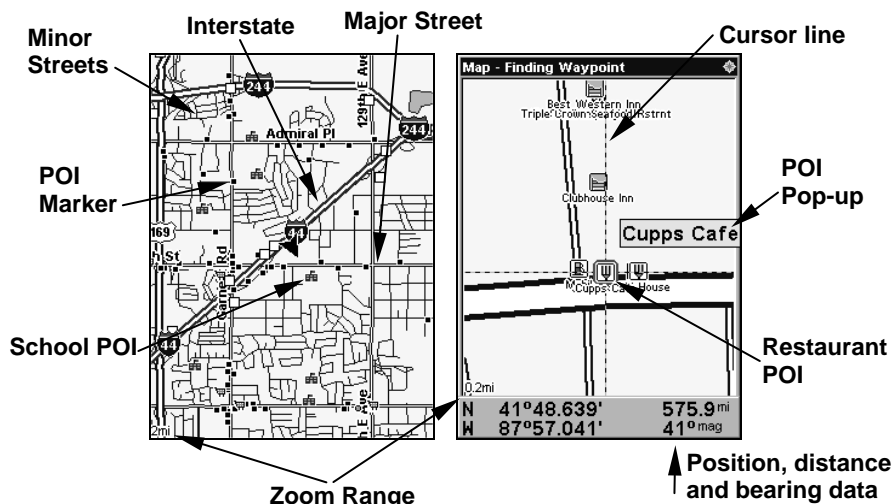 Minor
Streets
Interstate
Major Street
Cursor line
POI
Marker
POI
Pop-up
School POI
Restaurant
POI
Zoom Range
Position, distance
and bearing data
244
129th E Ave
Admiral Pl
244
169
44
h St
Garnett Rd
44
h E Ave
2mi
Map - Finding Waypoint
Best Western Inn
Triple Crown Seafood Rstrnt
Clubhouse Inn
Cupps Cafe
Cupps Caf
House
0.2mi
N 41°48.639' 575.9 mi
W 87°57.041' 41° mag